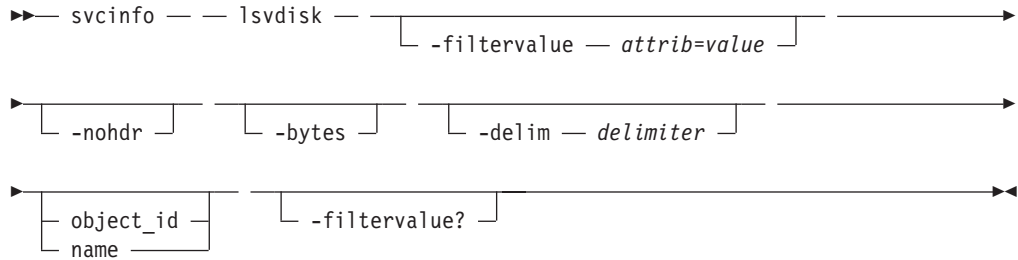 svcinfo lsvdisk
-filtervalue attrib=value
-nohdr -bytes -delim delimiter
object_id -filtervalue?
name